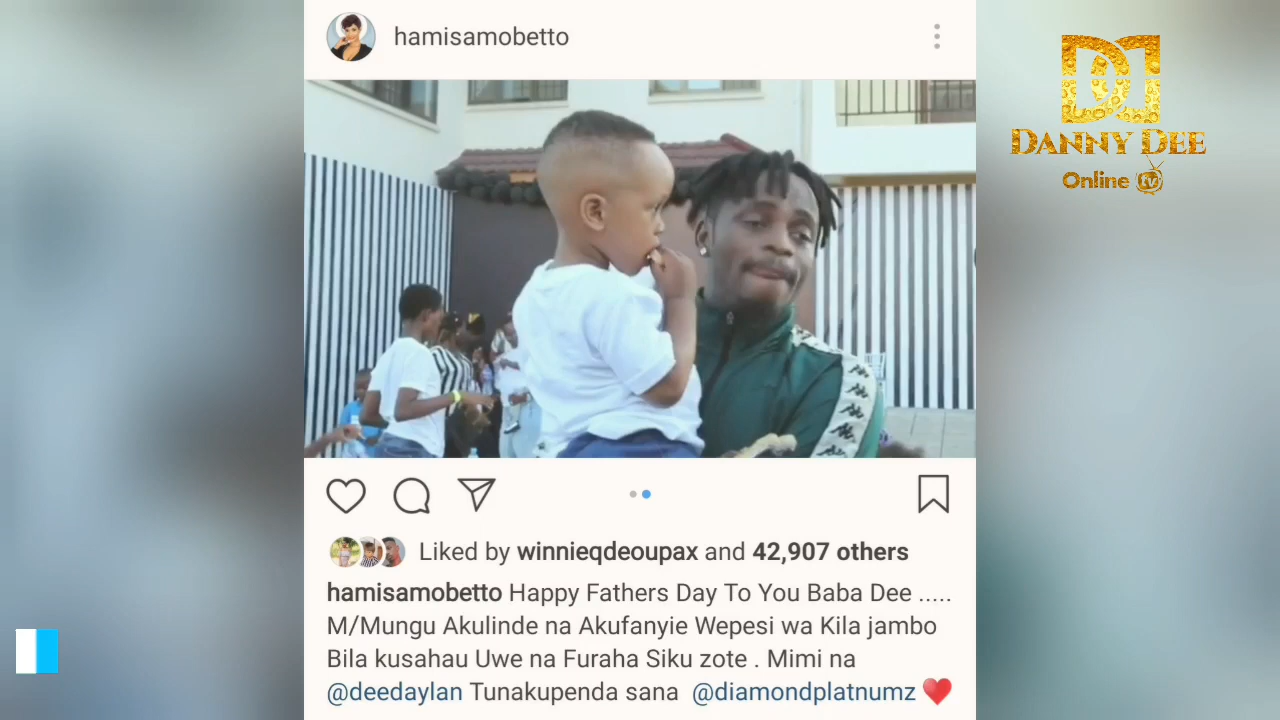 hamisamobetto
DD
DANNY DEE
Online tv
Liked by winnieqdeoupax and 42,907 others
hamisamobetto Happy Fathers Day To You Baba Dee .....
M/Mungu Akulinde na Akufanyie Wepesi wa Kila jambo
Bila kusahau Uwe na Furaha Siku zote . Mimi na
@deedaylan Tunakupenda sana @diamondplatnumz ❤️